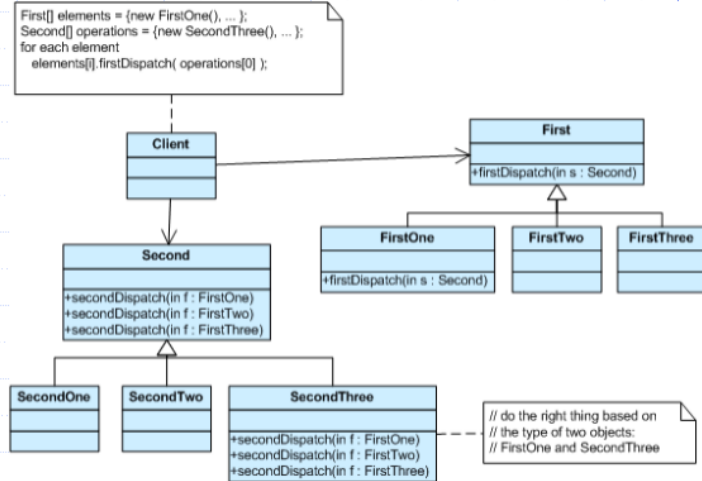 First[] elements = {new FirstOne(), ... };
Second[] operations = {new SecondThree(), ... };
for each element
elements[i].firstDispatch( operations[0] );
Client
First
+firstDispatch(in s : Second)
FirstOne
+firstDispatch(in s : Second)
FirstTwo
FirstThree
Second
+secondDispatch(in f : FirstOne)
+secondDispatch(in f : FirstTwo)
+secondDispatch(in f : FirstThree)
SecondOne
SecondTwo
SecondThree
+secondDispatch(in f : FirstOne)
+secondDispatch(in f : FirstTwo)
+secondDispatch(in f : FirstThree)
// do the right thing based on
// the type of two objects:
// FirstOne and SecondThree